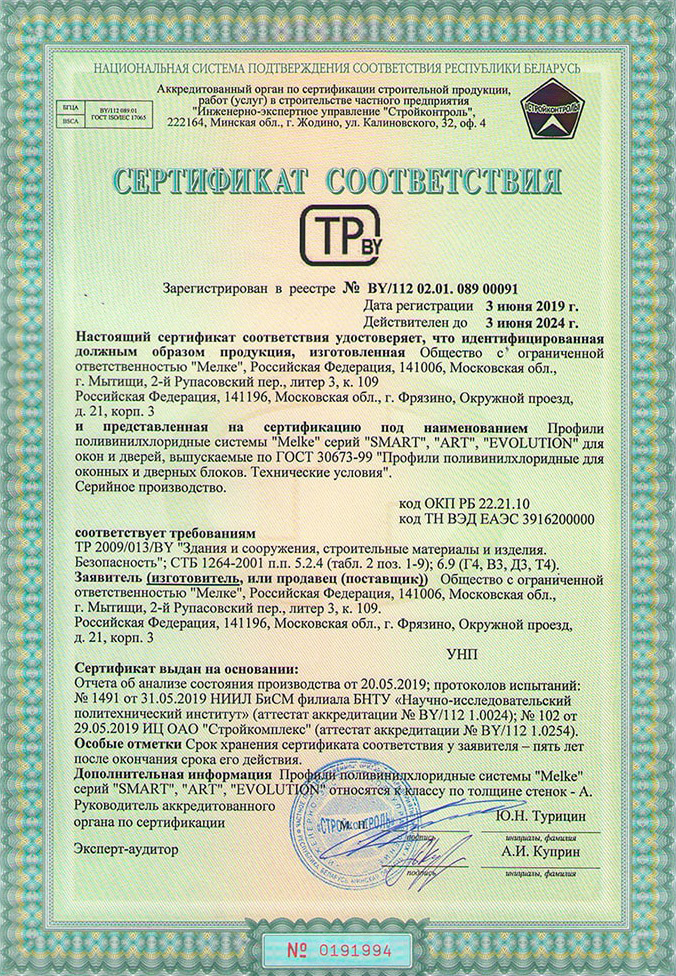 НАЦИОНАЛЬНАЯ СИСТЕМА ПОДТВЕРЖДЕНИЯ СООТВЕТСТВИЯ РЕСПУБЛИКИ БЕЛАРУСЬ
Аккредитованный орган по сертификации строительной продукции,
работ (услуг) в строительстве частного предприятия
"Инженерно-экспертное управление "Стройконтроль",
222164, Минская обл., г. Жодино, ул. Калиновского, 32, оф. 4
БГЦА
BSCA
BY/112 089.01
ГОСТ ISO/IEC 17065
СТРОЙКОНТРОЛЬ
СЕРТИФИКАТ СООТВЕТСТВИЯ
ТР BY
Зарегистрирован в реестре № BY/112 02.01. 089 00091
Дата регистрации 3 июня 2019 г.
Действителен до 3 июня 2024 г.
Настоящий сертификат соответствия удостоверяет, что идентифицированная
должным образом продукция, изготовленная Общество с ограниченной
ответственностью "Мелке", Российская Федерация, 141006, Московская обл.,
г. Мытищи, 2-й Рупасовский пер., литер 3, к. 109
Российская Федерация, 141196, Московская обл., г. Фрязино, Окружной проезд,
д. 21, корп. 3
и представленная на сертификацию под наименованием Профили
поливинилхлоридные системы "Melke" серий "SMART", "ART", "EVOLUTION" для
окон и дверей, выпускаемые по ГОСТ 30673-99 "Профили поливинилхлоридные для
оконных и дверных блоков. Технические условия".
Серийное производство.
код ОКП РБ 22.21.10
код ТН ВЭД ЕАЭС 3916200000
соответствует требованиям
ТР 2009/013/BY "Здания и сооружения, строительные материалы и изделия.
Безопасность"; СТБ 1264-2001 п.п. 5.2.4 (табл. 2 поз. 1-9); 6.9 (Г4, В3, Д3, Т4).
Заявитель (изготовитель, или продавец (поставщик)) Общество с ограниченной
ответственностью "Мелке", Российская Федерация, 141006, Московская обл.,
г. Мытищи, 2-й Рупасовский пер., литер 3, к. 109.
Российская Федерация, 141196, Московская обл., г. Фрязино, Окружной проезд,
д. 21, корп. 3
УНП
Сертификат выдан на основании:
Отчета об анализе состояния производства от 20.05.2019; протоколов испытаний:
№ 1491 от 31.05.2019 НИИЛ БиСМ филиала БНТУ «Научно-исследовательский
политехнический институт» (аттестат аккредитации № BY/112 1.0024); № 102 от
29.05.2019 ИЦ ОАО "Стройкомплекс" (аттестат аккредитации № BY/112 1.0254).
Особые отметки Срок хранения сертификата соответствия у заявителя – пять лет
после окончания срока его действия.
Дополнительная информация Профили поливинилхлоридные системы "Melke"
серий "SMART", "ART", "EVOLUTION" относятся к классу по толщине стенок - А.
Руководитель аккредитованного
органа по сертификации
М. П.
Ю.Н. Турицин
подпись
инициалы, фамилия
Эксперт-аудитор
А.И. Куприн
подпись
инициалы, фамилия
СТРОЙКОНТРОЛЬ
№ 0191994